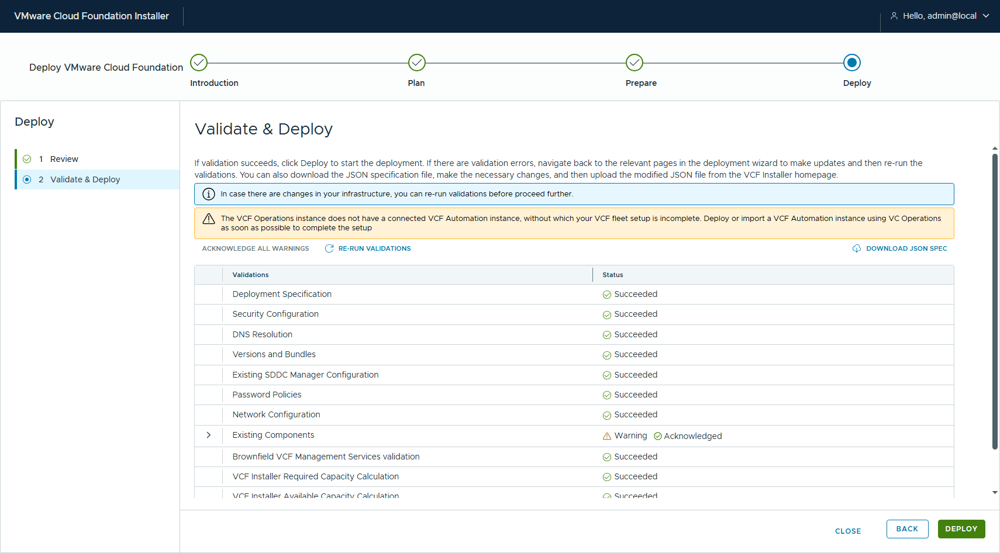 VMware Cloud Foundation Installer
Hello, admin@local
Deploy VMware Cloud Foundation
Introduction
Plan
Prepare
Deploy
Deploy
1 Review
2 Validate & Deploy
Validate & Deploy
If validation succeeds, click Deploy to start the deployment. If there are validation errors, navigate back to the relevant pages in the deployment wizard to make updates and then re-run the
validations. You can also download the JSON specification file, make the necessary changes, and then upload the modified JSON file from the VCF Installer homepage.
In case there are changes in your infrastructure, you can re-run validations before proceed further.
The VCF Operations instance does not have a connected VCF Automation instance, without which your VCF fleet setup is incomplete. Deploy or import a VCF Automation instance using VC Operations
as soon as possible to complete the setup
ACKNOWLEDGE ALL WARNINGS RE-RUN VALIDATIONS DOWNLOAD JSON SPEC
Validations Status
Deployment Specification Succeeded
Security Configuration Succeeded
DNS Resolution Succeeded
Versions and Bundles Succeeded
Existing SDDC Manager Configuration Succeeded
Password Policies Succeeded
Network Configuration Succeeded
Existing Components Warning Acknowledged
Brownfield VCF Management Services validation Succeeded
VCF Installer Required Capacity Calculation Succeeded
VCF Installer Available Capacity Calculation Succeeded
CLOSE BACK DEPLOY